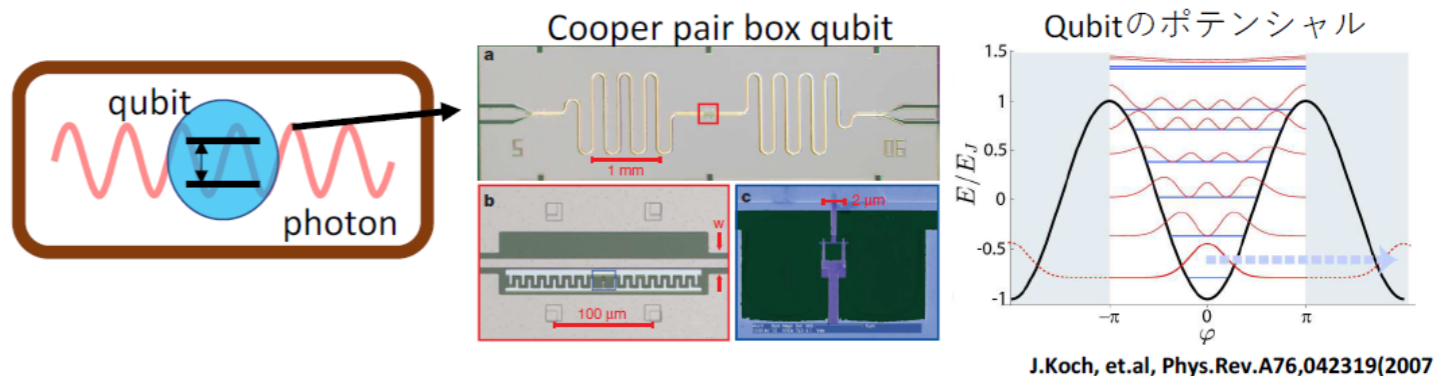 qubit
photon
Cooper pair box qubit
a
5
06
1 mm
b
w
100 μm
c
2 μm
Qubitのポテンシャル
1.5
1
0.5
0
-0.5
-1
E/E_J
−π
0
π
φ
J.Koch, et.al, Phys.Rev.A76,042319(2007